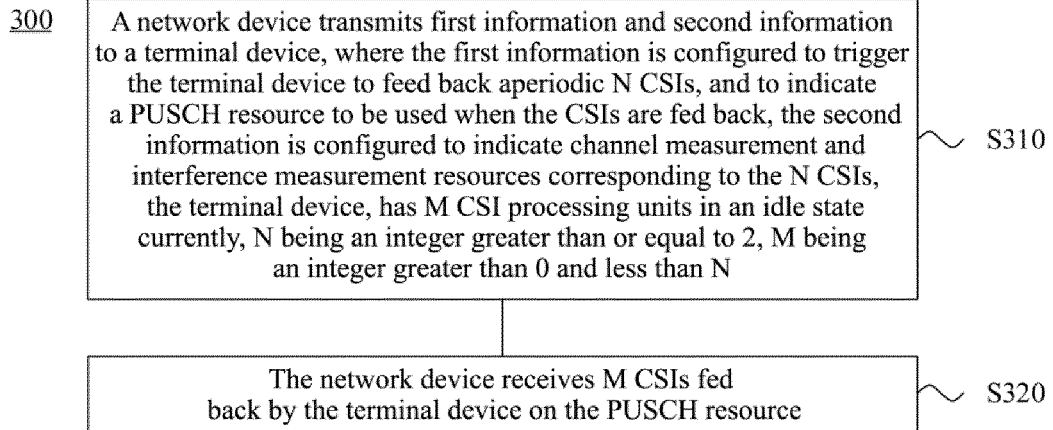 300
A network device transmits first information and second information
to a terminal device, where the first information is configured to trigger
the terminal device to feed back aperiodic N CSIs, and to indicate
a PUSCH resource to be used when the CSIs are fed back, the second
information is configured to indicate channel measurement and
interference measurement resources corresponding to the N CSIs,
the terminal device, has M CSI processing units in an idle state
currently, N being an integer greater than or equal to 2, M being
an integer greater than 0 and less than N
S310
The network device receives M CSIs fed
back by the terminal device on the PUSCH resource
S320